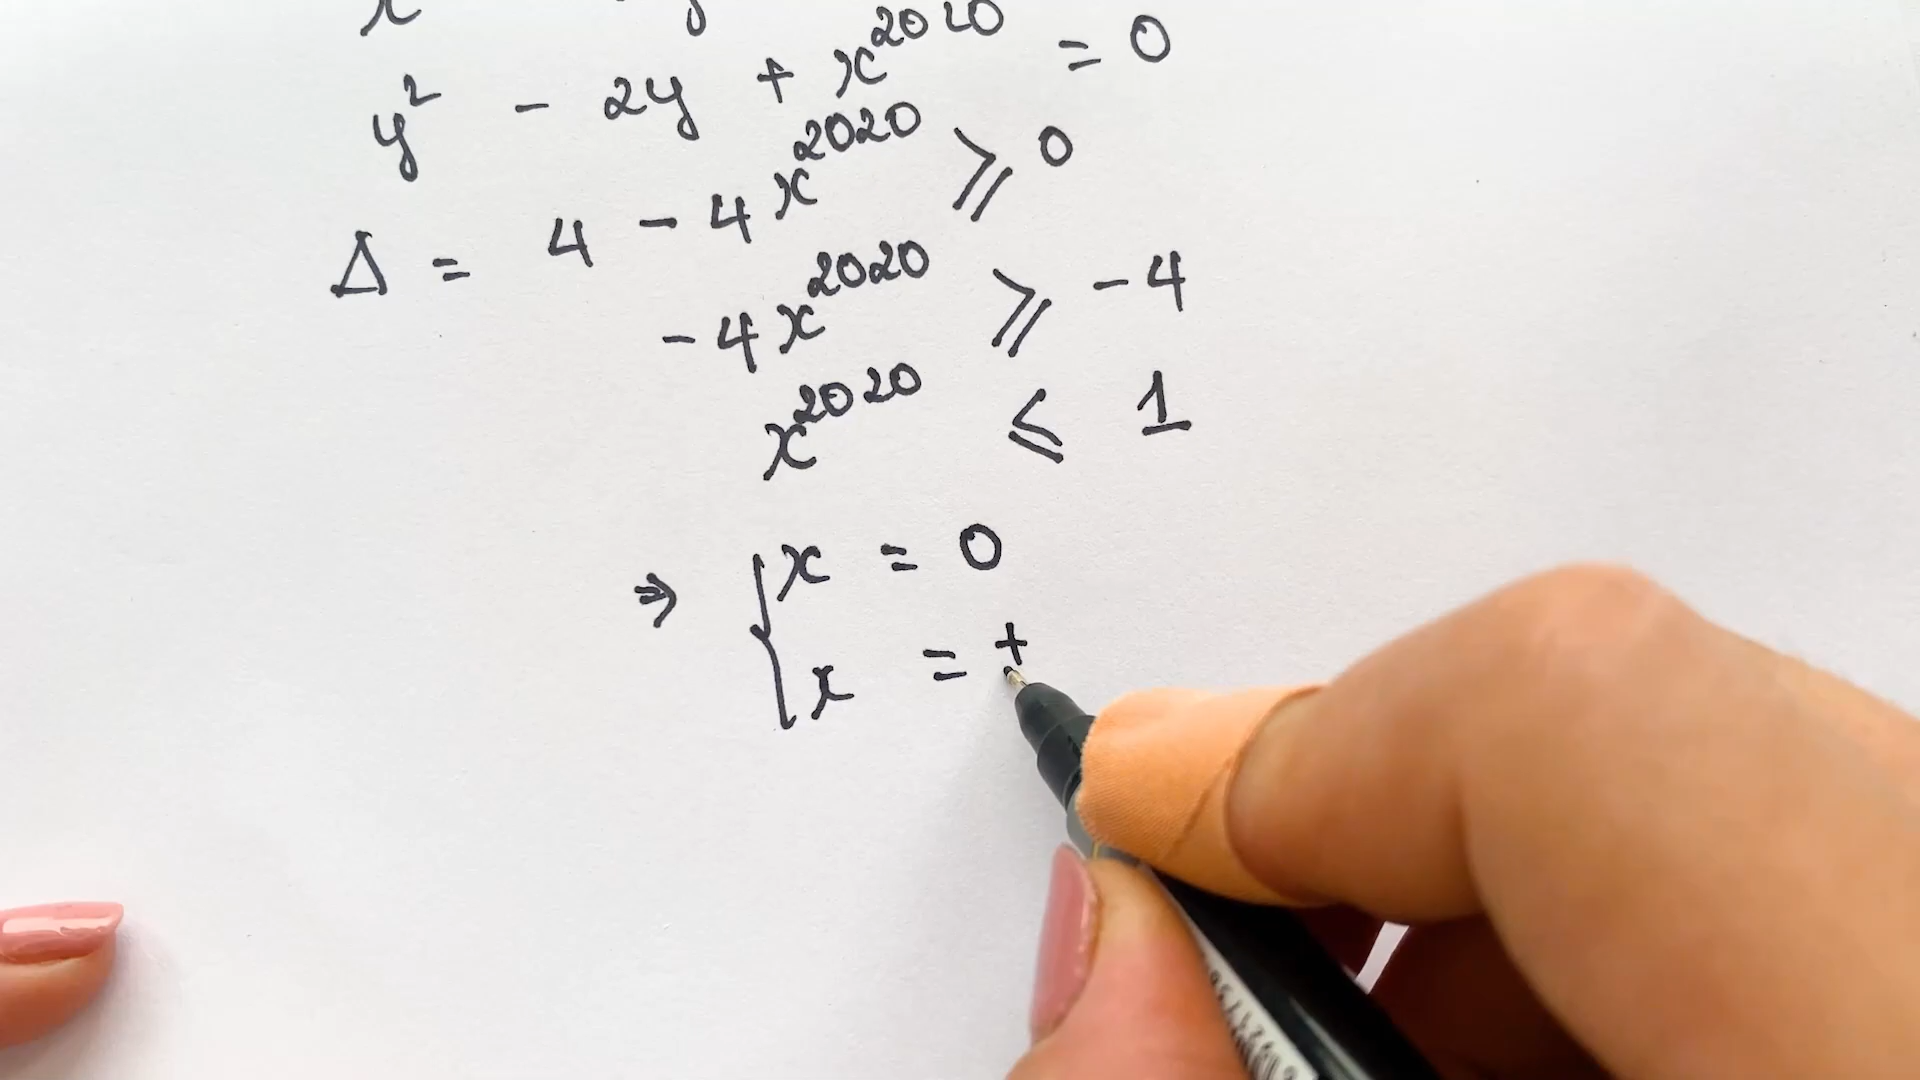 y² - 2y + x²⁰²⁰ = 0
Δ = 4 - 4x²⁰²⁰ ⩾ 0
-4x²⁰²⁰ ⩾ -4
x²⁰²⁰ ≤ 1
⇒ { x = 0
x = +